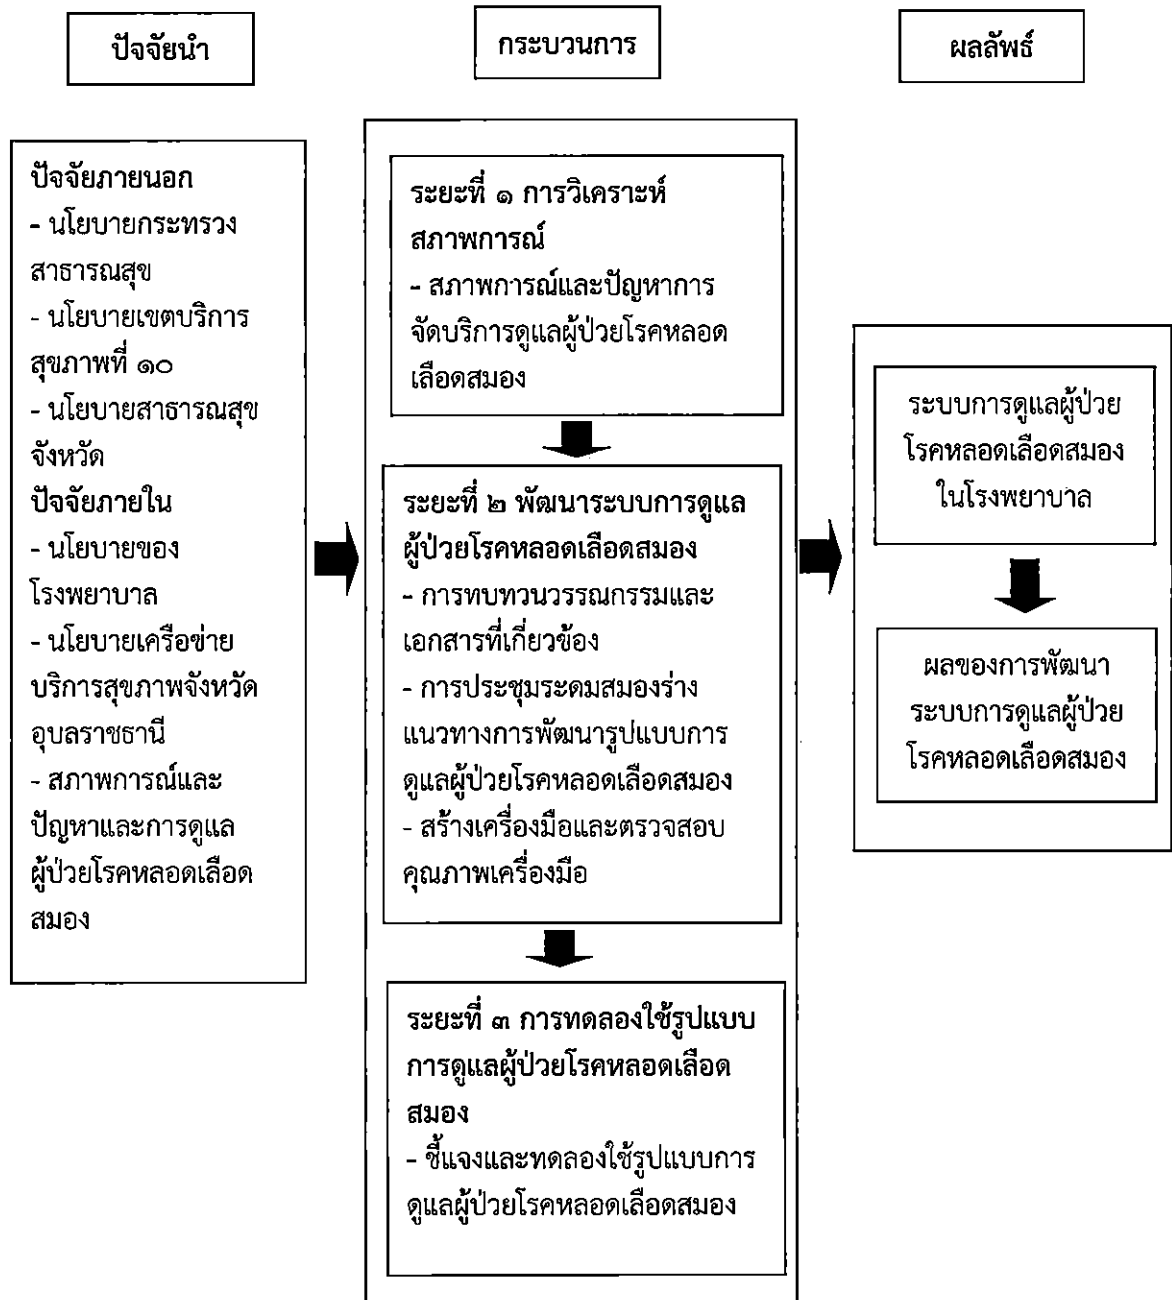 ปัจจัยนำ
กระบวนการ
ผลลัพธ์
ปัจจัยภายนอก
- นโยบายกระทรวง
สาธารณสุข
- นโยบายเขตบริการ
สุขภาพที่ ๑๐
- นโยบายสาธารณสุข
จังหวัด
ปัจจัยภายใน
- นโยบายของ
โรงพยาบาล
- นโยบายเครือข่าย
บริการสุขภาพจังหวัด
อุบลราชธานี
- สภาพการณ์และ
ปัญหาและการดูแล
ผู้ป่วยโรคหลอดเลือด
สมอง
ระยะที่ ๑ การวิเคราะห์
สภาพการณ์
- สภาพการณ์และปัญหาการ
จัดบริการดูแลผู้ป่วยโรคหลอด
เลือดสมอง
ระยะที่ ๒ พัฒนาระบบการดูแล
ผู้ป่วยโรคหลอดเลือดสมอง
- การทบทวนวรรณกรรมและ
เอกสารที่เกี่ยวข้อง
- การประชุมระดมสมองร่าง
แนวทางการพัฒนารูปแบบการ
ดูแลผู้ป่วยโรคหลอดเลือดสมอง
- สร้างเครื่องมือและตรวจสอบ
คุณภาพเครื่องมือ
ระยะที่ ๓ การทดลองใช้รูปแบบ
การดูแลผู้ป่วยโรคหลอดเลือด
สมอง
- ชี้แจงและทดลองใช้รูปแบบการ
ดูแลผู้ป่วยโรคหลอดเลือดสมอง
ระบบการดูแลผู้ป่วย
โรคหลอดเลือดสมอง
ในโรงพยาบาล
ผลของการพัฒนา
ระบบการดูแลผู้ป่วย
โรคหลอดเลือดสมอง